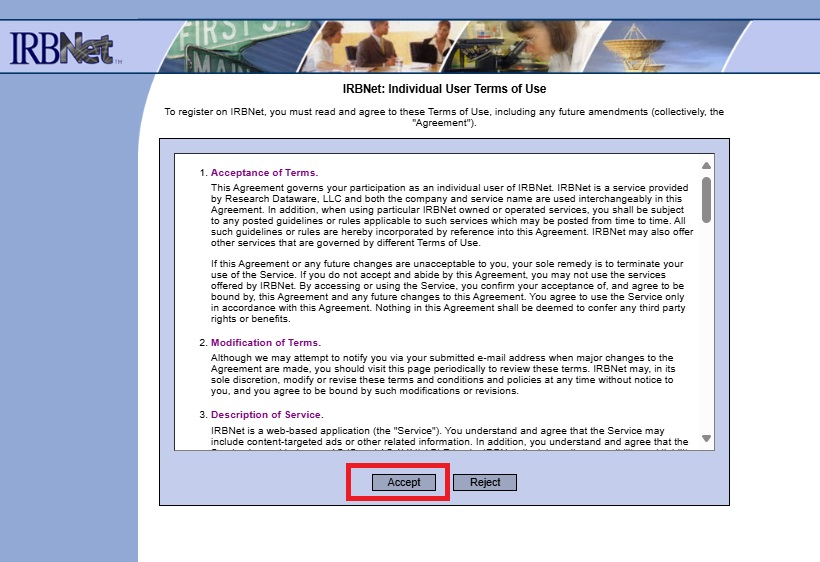 FIRST ST
MAIN
IRBNet™
IRBNet: Individual User Terms of Use
To register on IRBNet, you must read and agree to these Terms of Use, including any future amendments (collectively, the
"Agreement").
1. Acceptance of Terms.
This Agreement governs your participation as an individual user of IRBNet. IRBNet is a service provided
by Research Dataware, LLC and both the company and service name are used interchangeably in this
Agreement. In addition, when using particular IRBNet owned or operated services, you shall be subject
to any posted guidelines or rules applicable to such services which may be posted from time to time. All
such guidelines or rules are hereby incorporated by reference into this Agreement. IRBNet may also offer
other services that are governed by different Terms of Use.
If this Agreement or any future changes are unacceptable to you, your sole remedy is to terminate your
use of the Service. If you do not accept and abide by this Agreement, you may not use the services
offered by IRBNet. By accessing or using the Service, you confirm your acceptance of, and agree to be
bound by, this Agreement and any future changes to this Agreement. You agree to use the Service only
in accordance with this Agreement. Nothing in this Agreement shall be deemed to confer any third party
rights or benefits.
2. Modification of Terms.
Although we may attempt to notify you via your submitted e-mail address when major changes to the
Agreement are made, you should visit this page periodically to review these terms. IRBNet may, in its
sole discretion, modify or revise these terms and conditions and policies at any time without notice to
you, and you agree to be bound by such modifications or revisions.
3. Description of Service.
IRBNet is a web-based application (the "Service"). You understand and agree that the Service may
include content-targeted ads or other related information. In addition, you understand and agree that the
Accept
Reject